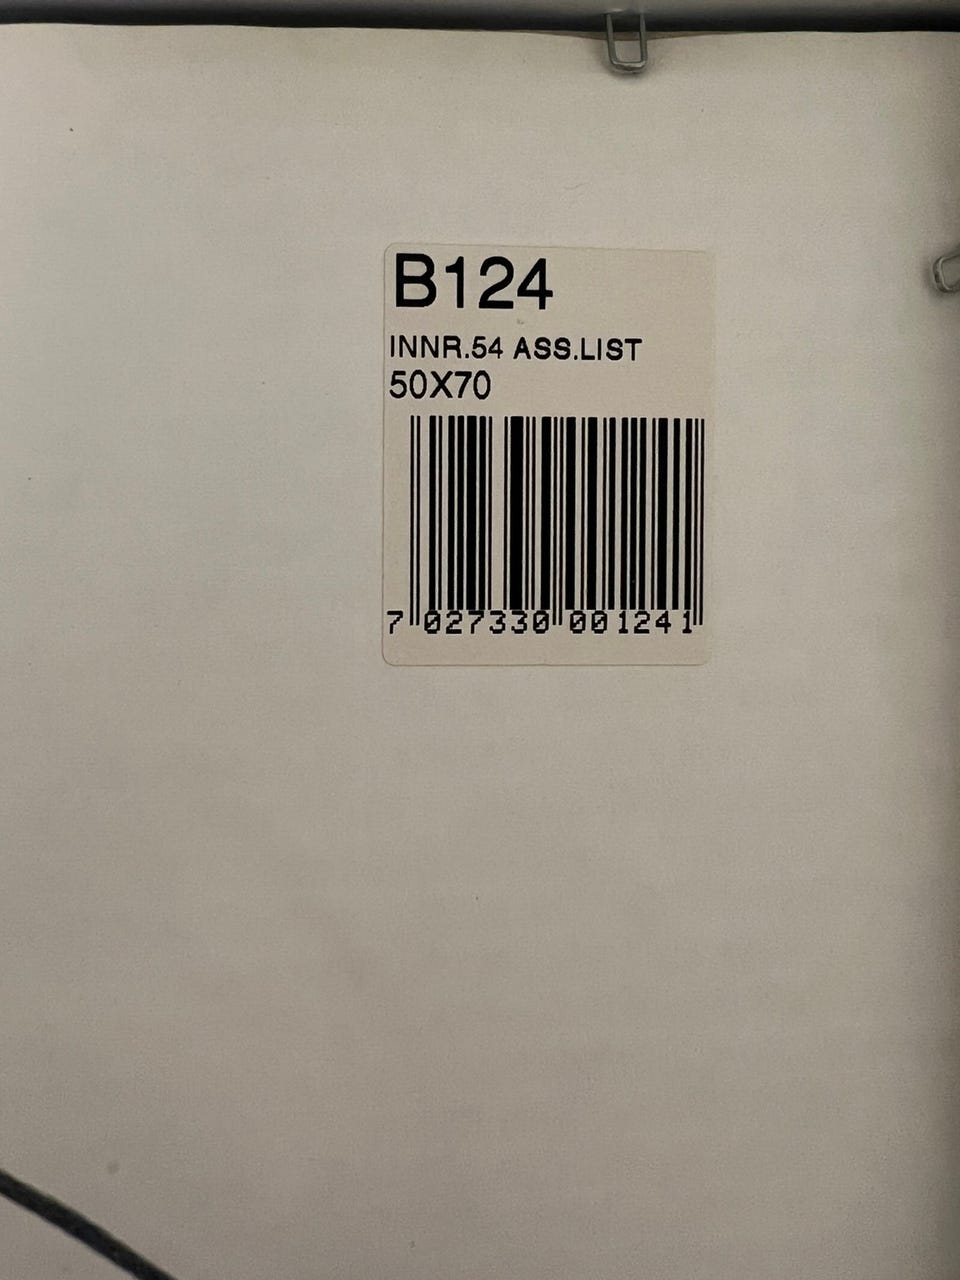 B124
INNR.54 ASS.LIST
50X70
7 027330 001241